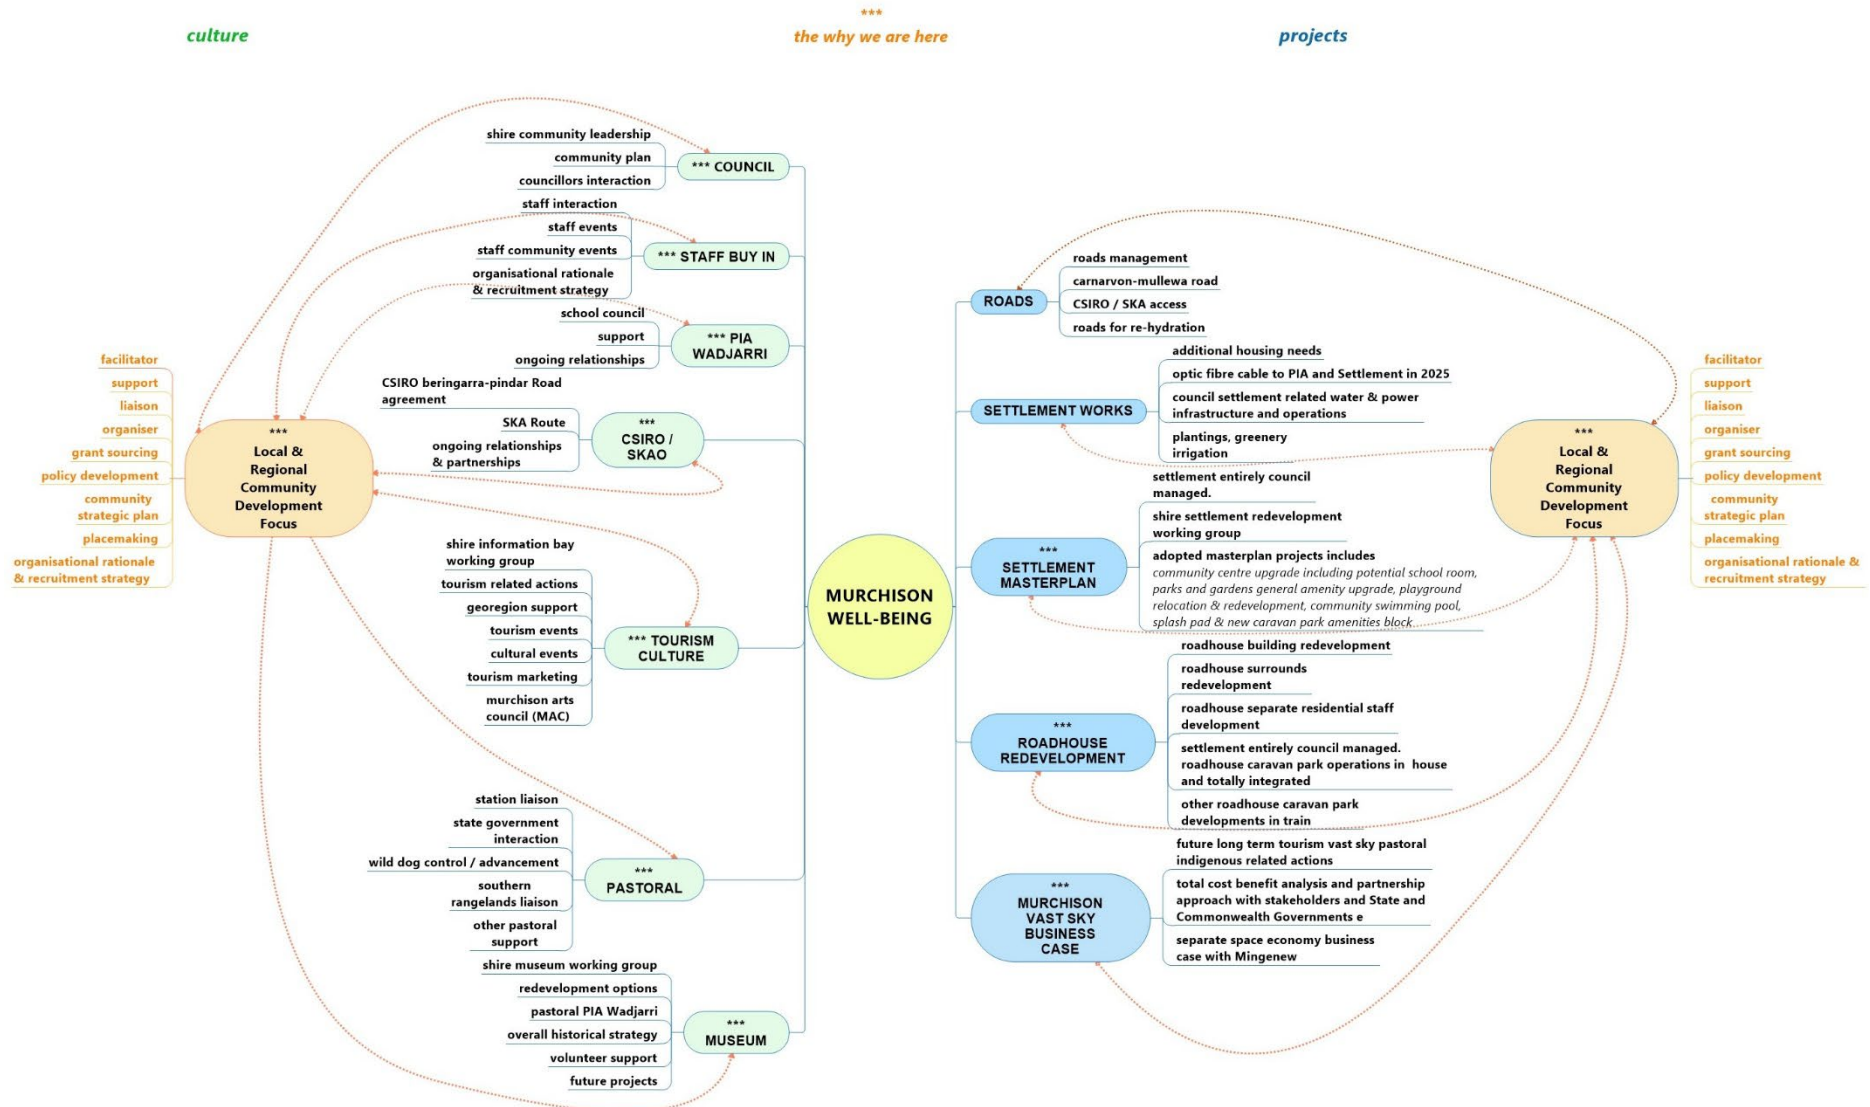 ***
culture
the why we are here
projects
shire community leadership
community plan
councillors interaction
*** COUNCIL
staff interaction
staff events
staff community events
organisational rationale
& recruitment strategy
*** STAFF BUY IN
school council
support
ongoing relationships
*** PIA
WADJARRI
CSIRO beringarra-pindar Road
agreement
SKA Route
ongoing relationships
& partnerships
***
CSIRO /
SKAO
facilitator
support
liaison
organiser
grant sourcing
policy development
community
strategic plan
placemaking
organisational rationale
& recruitment strategy
***
Local &
Regional
Community
Development
Focus
shire information bay
working group
tourism related actions
georegion support
tourism events
cultural events
tourism marketing
murchison arts
council (MAC)
*** TOURISM
CULTURE
station liaison
state government
interaction
wild dog control / advancement
southern
rangelands liaison
other pastoral
support
***
PASTORAL
shire museum working group
redevelopment options
pastoral PIA Wadjarri
overall historical strategy
volunteer support
future projects
***
MUSEUM
MURCHISON
WELL-BEING
ROADS
roads management
carnarvon-mullewa road
CSIRO / SKA access
roads for re-hydration
SETTLEMENT WORKS
additional housing needs
optic fibre cable to PIA and Settlement in 2025
council settlement related water & power
infrastructure and operations
plantings, greenery
irrigation
***
SETTLEMENT
MASTERPLAN
settlement entirely council
managed.
shire settlement redevelopment
working group
adopted masterplan projects includes
community centre upgrade including potential school room,
parks and gardens general amenity upgrade, playground
relocation & redevelopment, community swimming pool,
splash pad & new caravan park amenities block
***
ROADHOUSE
REDEVELOPMENT
roadhouse building redevelopment
roadhouse surrounds
redevelopment
roadhouse separate residential staff
development
settlement entirely council managed.
roadhouse caravan park operations in house
and totally integrated
other roadhouse caravan park
developments in train
***
MURCHISON
VAST SKY
BUSINESS
CASE
future long term tourism vast sky pastoral
indigenous related actions
total cost benefit analysis and partnership
approach with stakeholders and State and
Commonwealth Governments e
separate space economy business
case with Mingenew
***
Local &
Regional
Community
Development
Focus
facilitator
support
liaison
organiser
grant sourcing
policy development
community
strategic plan
placemaking
organisational rationale &
recruitment strategy